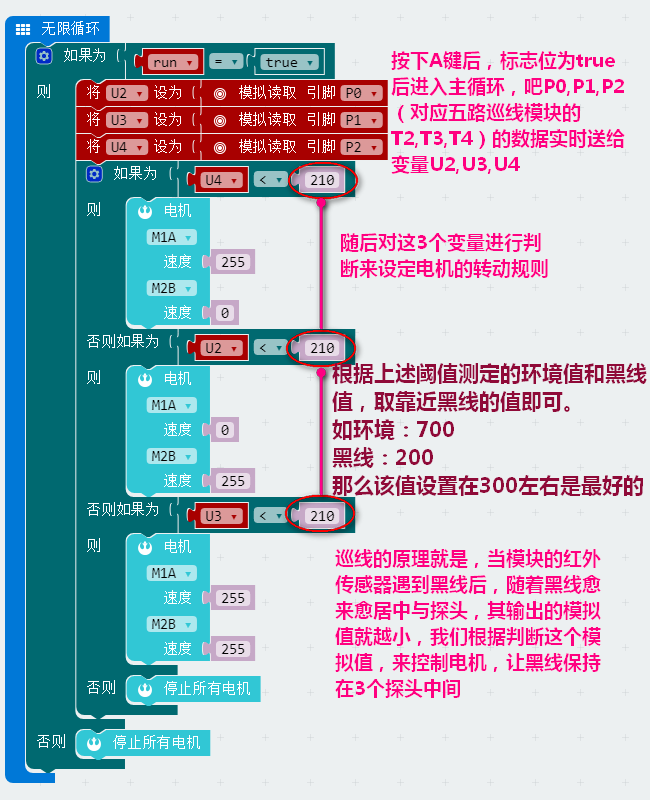 无限循环
如果为 run = true
则
将 U2 设为 模拟读取 引脚 P0
将 U3 设为 模拟读取 引脚 P1
将 U4 设为 模拟读取 引脚 P2
按下A键后，标志位为true
后进入主循环，吧P0,P1,P2
（对应五路巡线模块的
T2,T3,T4）的数据实时送给
变量U2,U3,U4
如果为 U4 < 210
则 电机
M1A
速度 255
M2B
速度 0
随后对这3个变量进行判
断来设定电机的转动规则
否则如果为 U2 < 210
则 电机
M1A
速度 0
M2B
速度 255
根据上述阈值测定的环境值和黑线
值，取靠近黑线的值即可。
如环境：700
黑线：200
那么该值设置在300左右是最好的
否则如果为 U3 < 210
则 电机
M1A
速度 255
M2B
速度 255
巡线的原理就是，当模块的红外
传感器遇到黑线后，随着黑线愈
来愈居中与探头，其输出的模拟
值就越小，我们根据判断这个模
拟值，来控制电机，让黑线保持
在3个探头中间
否则 停止所有电机
否则 停止所有电机